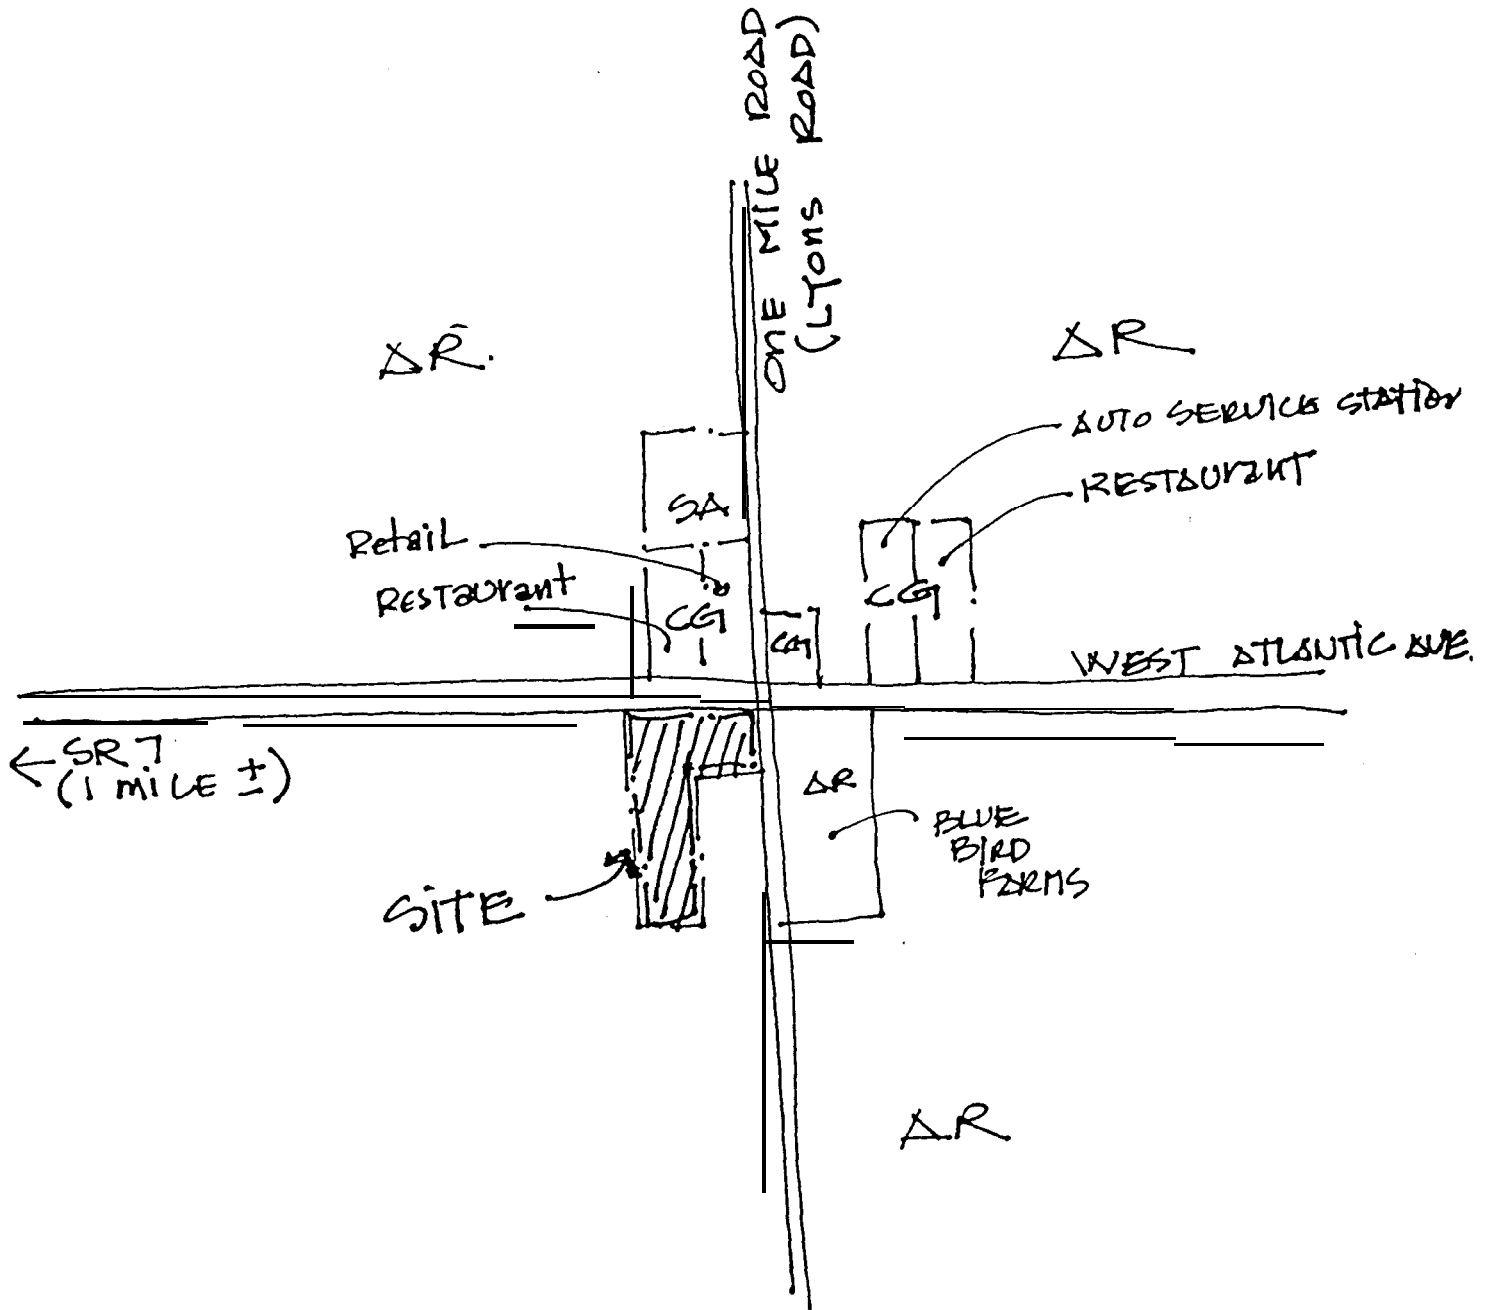 ONE MILE ROAD
(LYONS ROAD)
AR.
AR
AUTO SERVICE STATION
RESTAURANT
SA
Retail
RESTAURANT
CG
CG
CG
WEST ATLANTIC AVE.
SR 7
(1 MILE ±)
AR
BLUE
BIRD
FARMS
SITE
AR